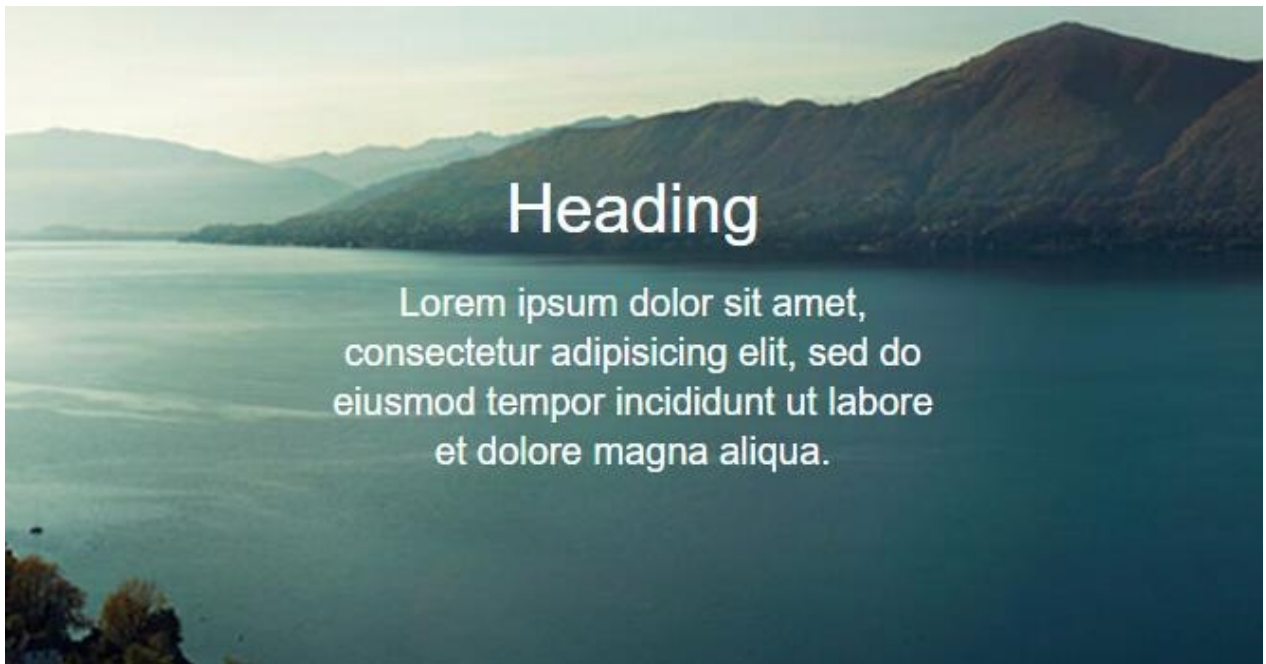 Heading
Lorem ipsum dolor sit amet,
consectetur adipisicing elit, sed do
eiusmod tempor incididunt ut labore
et dolore magna aliqua.